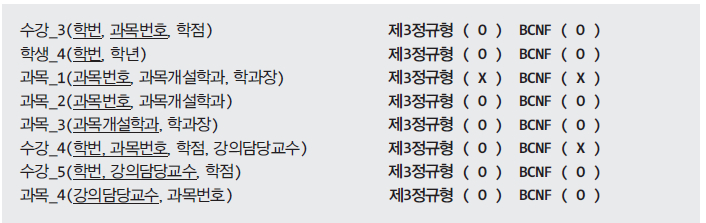 수강_3(학번, 과목번호, 학점) 제3정규형 ( O ) BCNF ( O )
학생_4(학번, 학년) 제3정규형 ( O ) BCNF ( O )
과목_1(과목번호, 과목개설학과, 학과장) 제3정규형 ( X ) BCNF ( X )
과목_2(과목번호, 과목개설학과) 제3정규형 ( O ) BCNF ( O )
과목_3(과목개설학과, 학과장) 제3정규형 ( O ) BCNF ( O )
수강_4(학번, 과목번호, 학점, 강의담당교수) 제3정규형 ( O ) BCNF ( X )
수강_5(학번, 강의담당교수, 학점) 제3정규형 ( O ) BCNF ( O )
과목_4(강의담당교수, 과목번호) 제3정규형 ( O ) BCNF ( O )